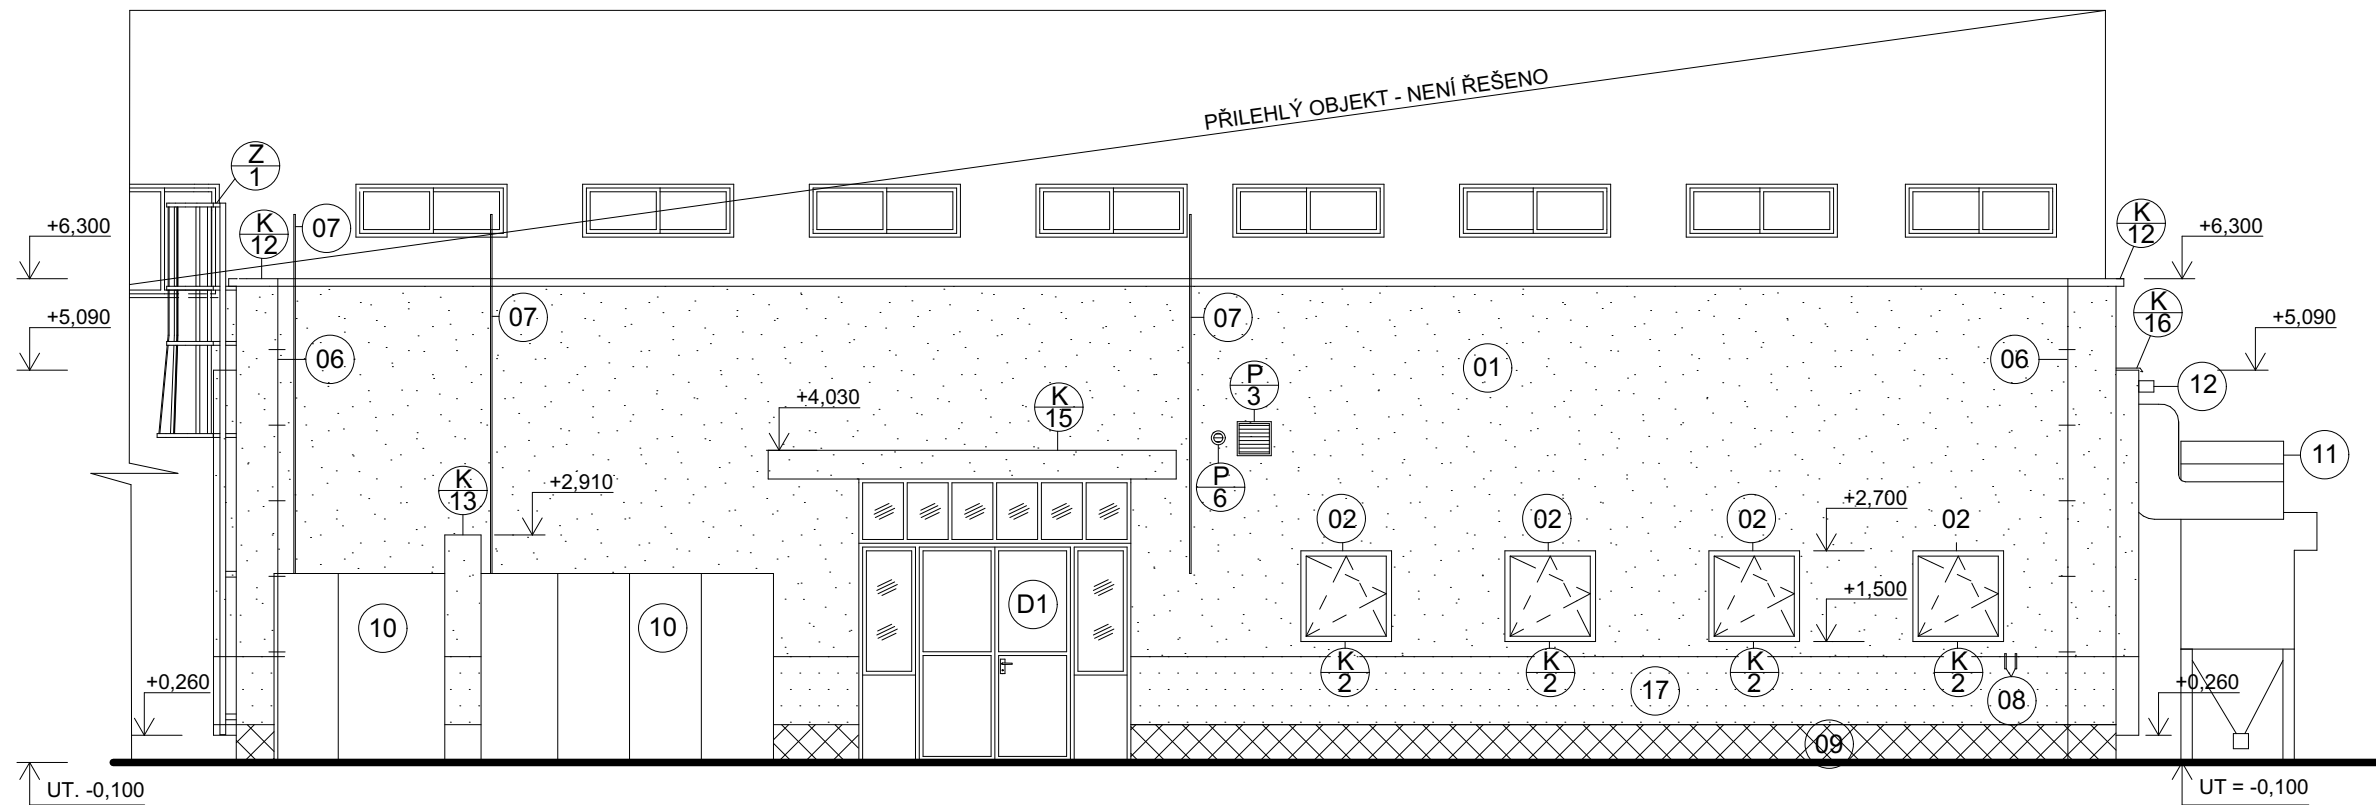 PŘILEHLÝ OBJEKT - NENÍ ŘEŠENO
Z
1
K
12
07
+6,300
K
12
+6,300
+5,090
06
07
07
01
06
K
16
+5,090
12
P
3
+4,030
K
15
11
K
13
+2,910
P
6
02
02
02
+2,700
02
10
10
D1
+1,500
+0,260
K
2
K
2
K
2
K
2
17
08
+0,260
09
UT. -0,100
UT = -0,100